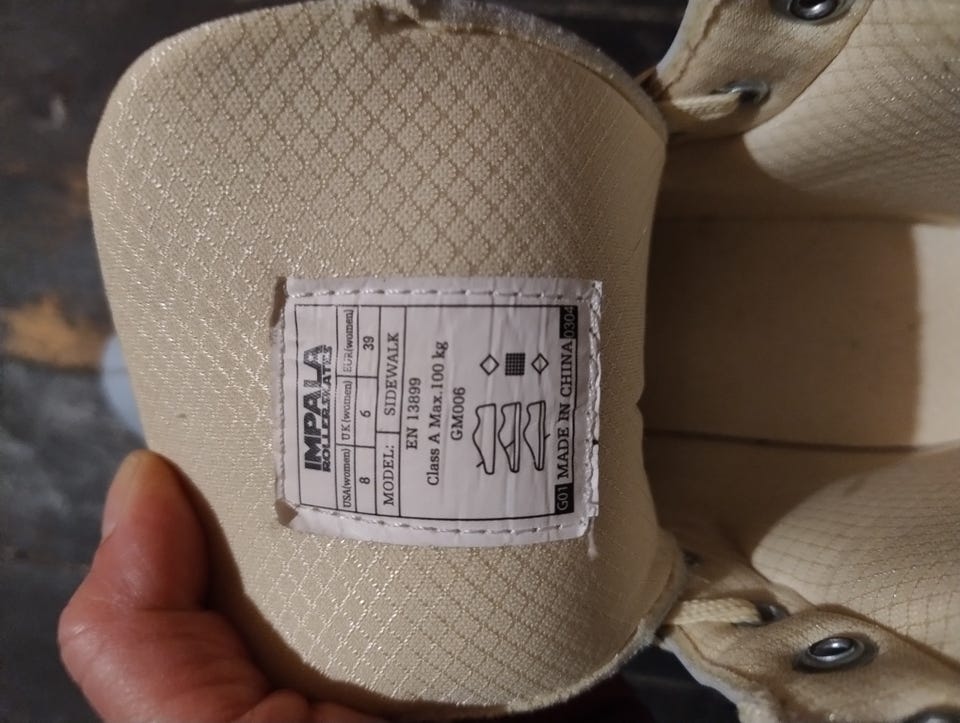 IMPALA
ROLLERSKATES
USA(women) UK (women) EUR(women)
8 6 39
MODEL: SIDEWALK
EN 13899
Class A Max.100 kg
GM006
G01 MADE IN CHINA 0304